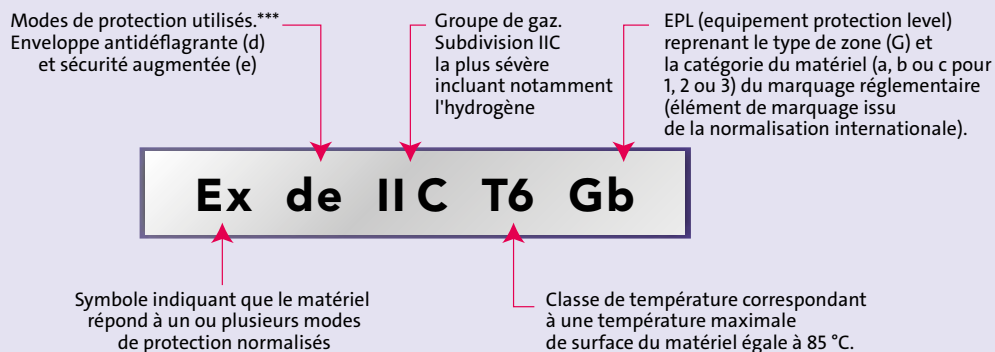 Modes de protection utilisés.***
Enveloppe antidéflagrante (d)
et sécurité augmentée (e)
Groupe de gaz.
Subdivision IIC
la plus sévère
incluant notamment
l'hydrogène
EPL (equipement protection level)
reprenant le type de zone (G) et
la catégorie du matériel (a, b ou c pour
1, 2 ou 3) du marquage réglementaire
(élément de marquage issu
de la normalisation internationale).
Ex de II C T6 Gb
Symbole indiquant que le matériel
répond à un ou plusieurs modes
de protection normalisés
Classe de température correspondant
à une température maximale
de surface du matériel égale à 85 °C.